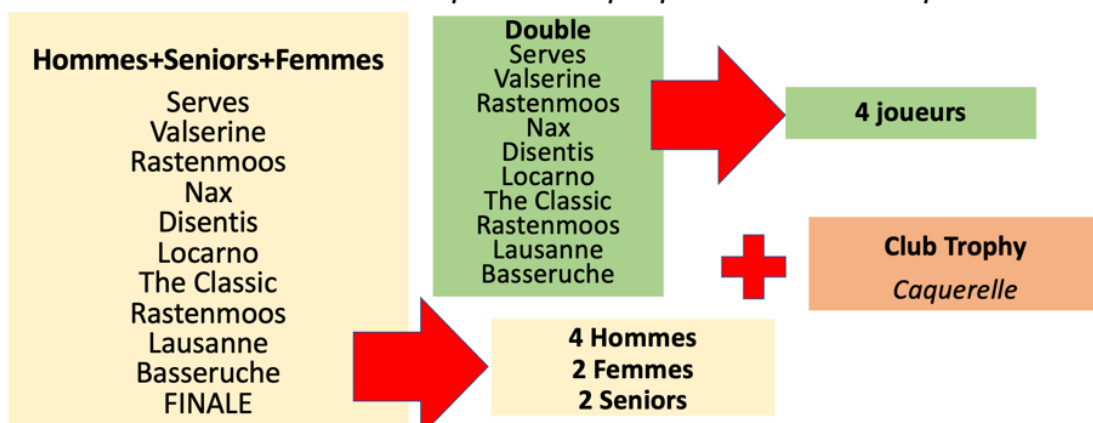 Hommes+Seniors+Femmes
Serves
Valserine
Rastenmoos
Nax
Disentis
Locarno
The Classic
Rastenmoos
Lausanne
Basseruche
FINALE
Double
Serves
Valserine
Rastenmoos
Nax
Disentis
Locarno
The Classic
Rastenmoos
Lausanne
Basseruche
4 joueurs
Club Trophy
Caquerelle
4 Hommes
2 Femmes
2 Seniors